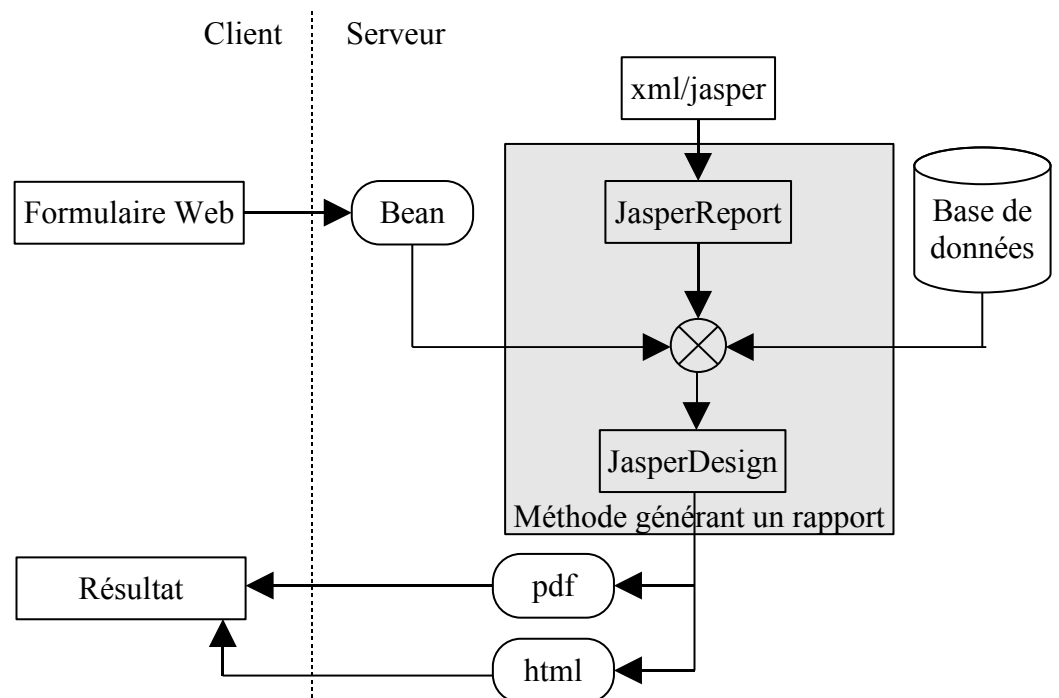 Client
Serveur
xml/jasper
Formulaire Web
Bean
JasperReport
Base de
données
JasperDesign
Méthode générant un rapport
Résultat
pdf
html